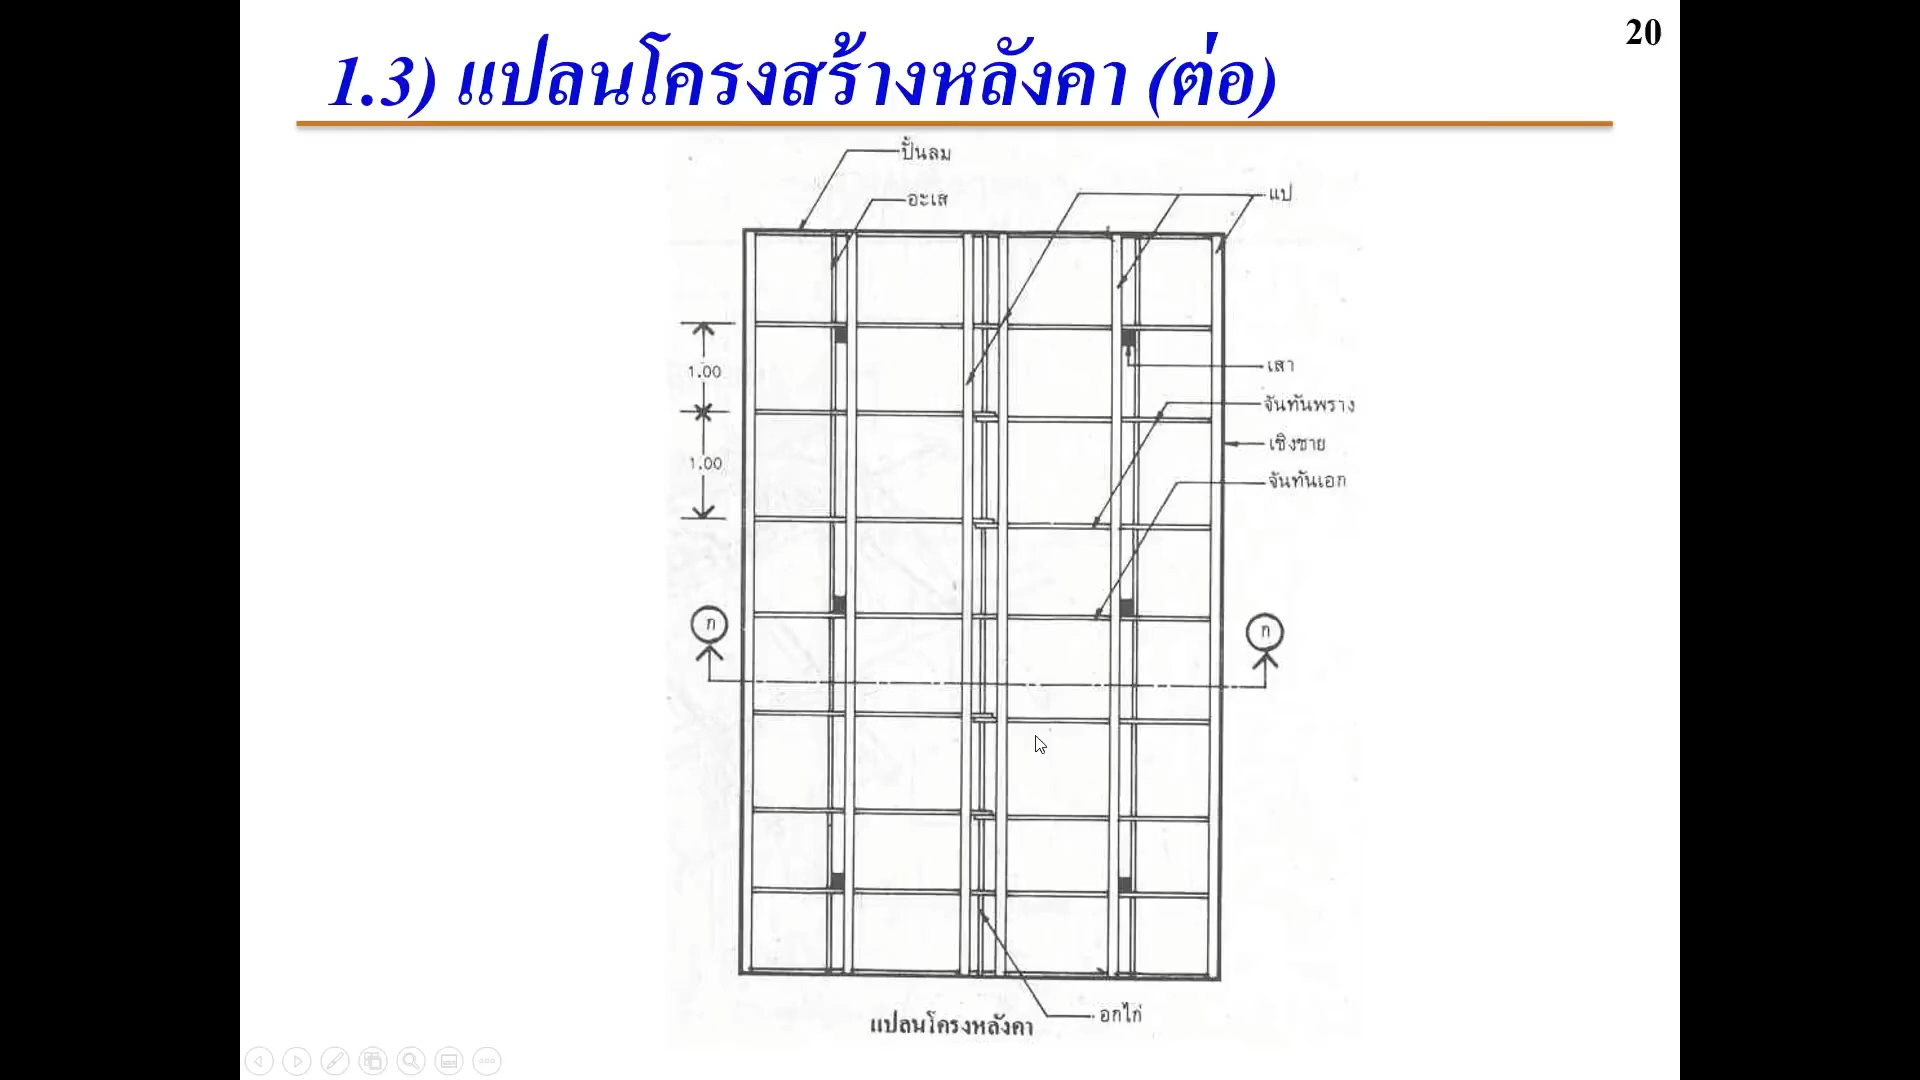 20
1.3) แปลนโครงสร้างหลังคา (ต่อ)
ปั้นลม
อะเส
แป
เสา
1.00
จันทันพราง
เชิงชาย
1.00
จันทันเอก
ก
ก
อกไก่
แปลนโครงหลังคา